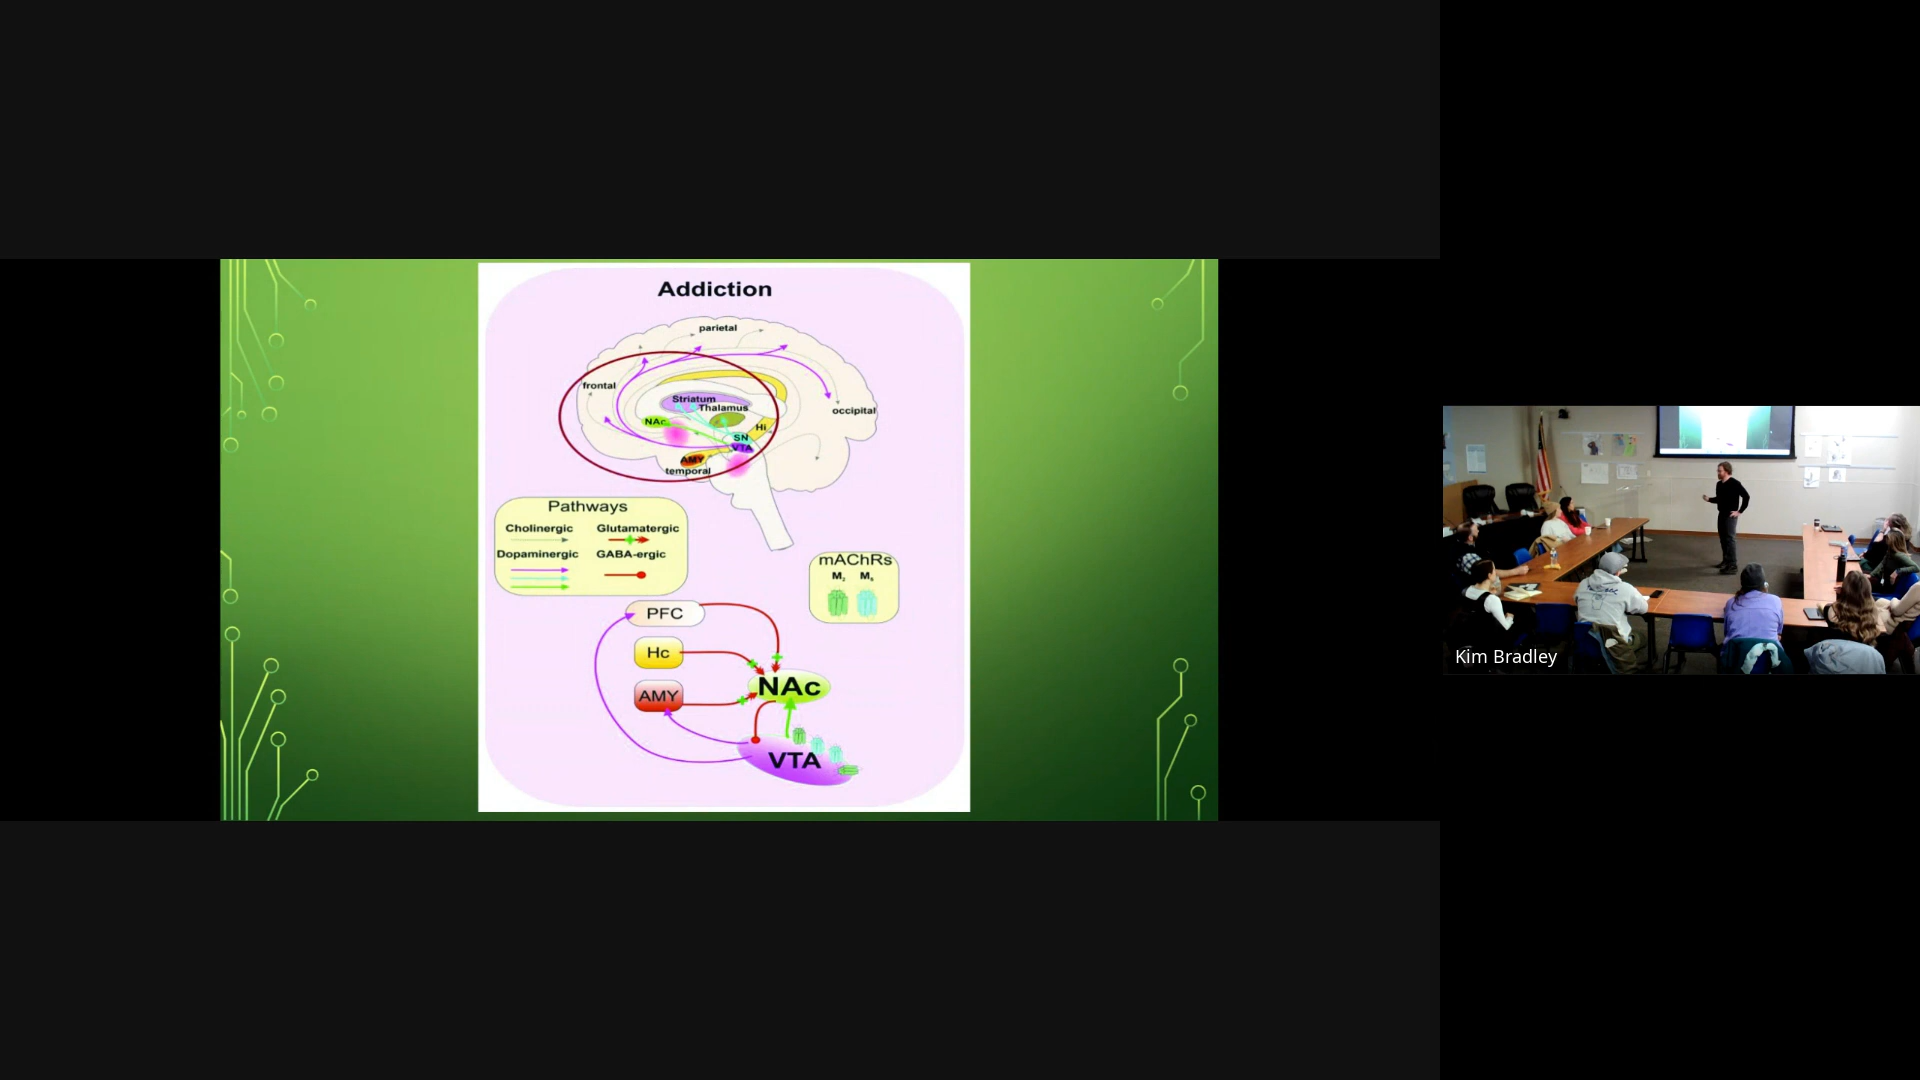 Addiction
parietal
frontal
Striatum
Thalamus
occipital
NAc
Hi
SN
VTA
AMY
temporal
Pathways
Cholinergic Glutamatergic
Dopaminergic GABA-ergic
mAChRs
PFC
Hc
AMY
NAc
VTA
Kim Bradley